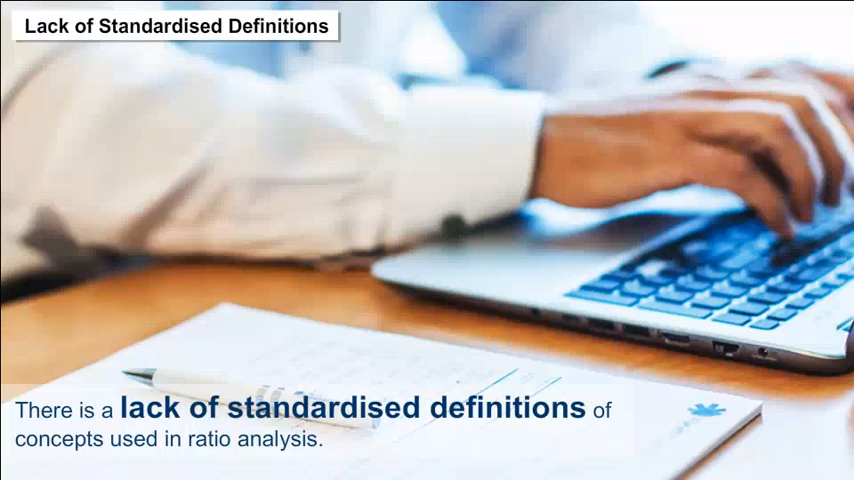 Lack of Standardised Definitions
There is a lack of standardised definitions of
concepts used in ratio analysis.